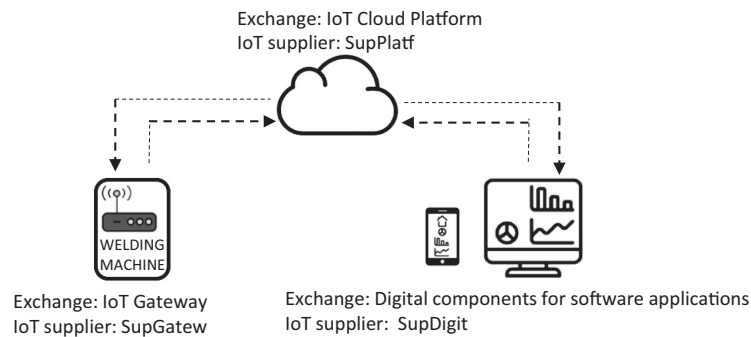 Exchange: IoT Cloud Platform
IoT supplier: SupPlatf
((o))
WELDING
MACHINE
Exchange: IoT Gateway
IoT supplier: SupGatew
Exchange: Digital components for software applications
IoT supplier: SupDigit